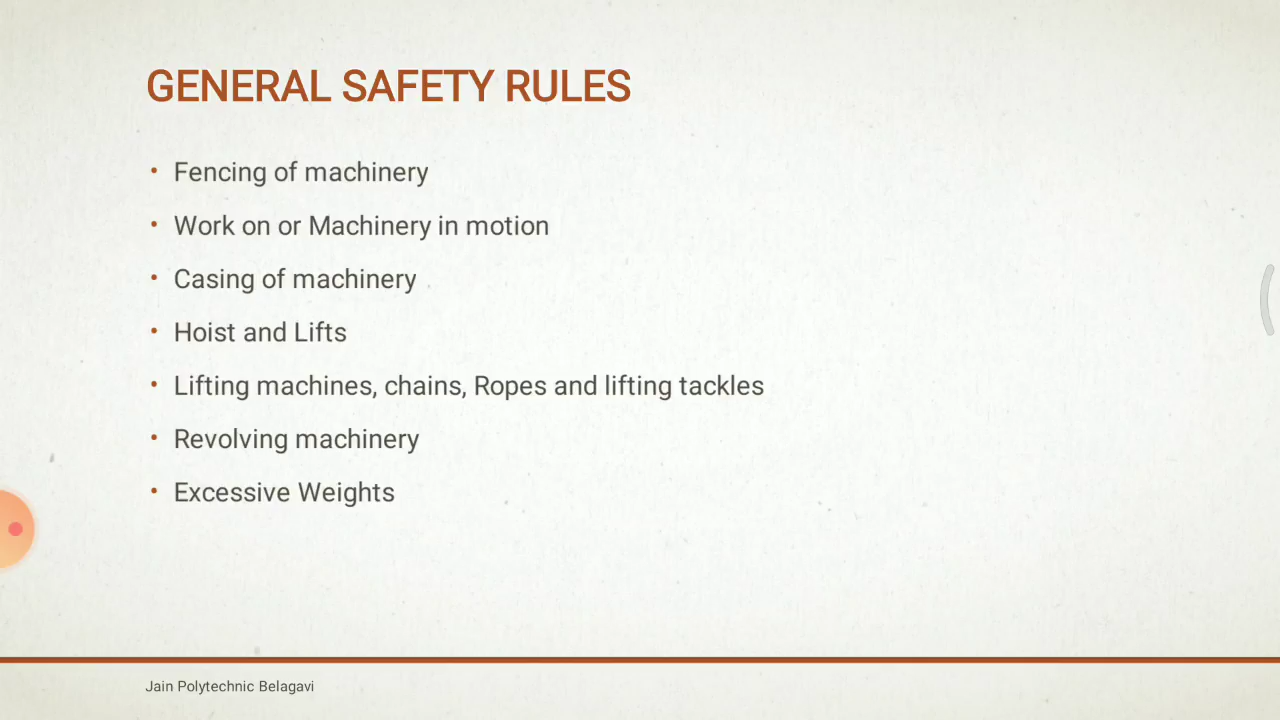 GENERAL SAFETY RULES
• Fencing of machinery
• Work on or Machinery in motion
• Casing of machinery
• Hoist and Lifts
• Lifting machines, chains, Ropes and lifting tackles
• Revolving machinery
• Excessive Weights
Jain Polytechnic Belagavi